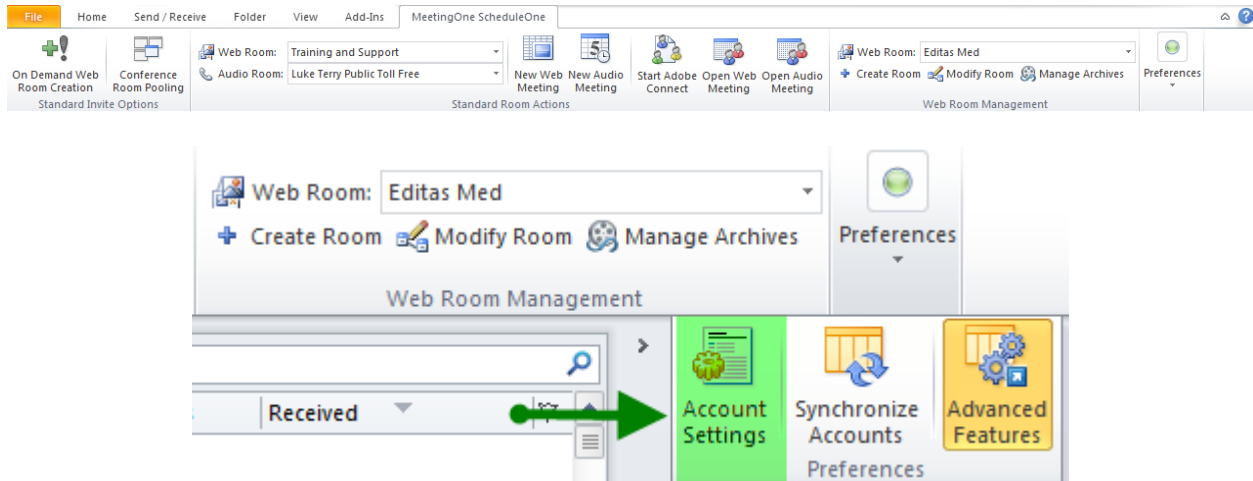 File Home Send / Receive Folder View Add-Ins MeetingOne ScheduleOne
On Demand Web
Room Creation
Conference
Room Pooling
Standard Invite Options
Web Room: Training and Support
Audio Room: Luke Terry Public Toll Free
New Web
Meeting
New Audio
Meeting
Start Adobe
Connect
Open Web
Meeting
Open Audio
Meeting
Standard Room Actions
Web Room: Editas Med
Create Room Modify Room Manage Archives
Web Room Management
Preferences
Web Room: Editas Med
Create Room Modify Room Manage Archives
Web Room Management
Preferences
Received
Account
Settings
Synchronize
Accounts
Advanced
Features
Preferences